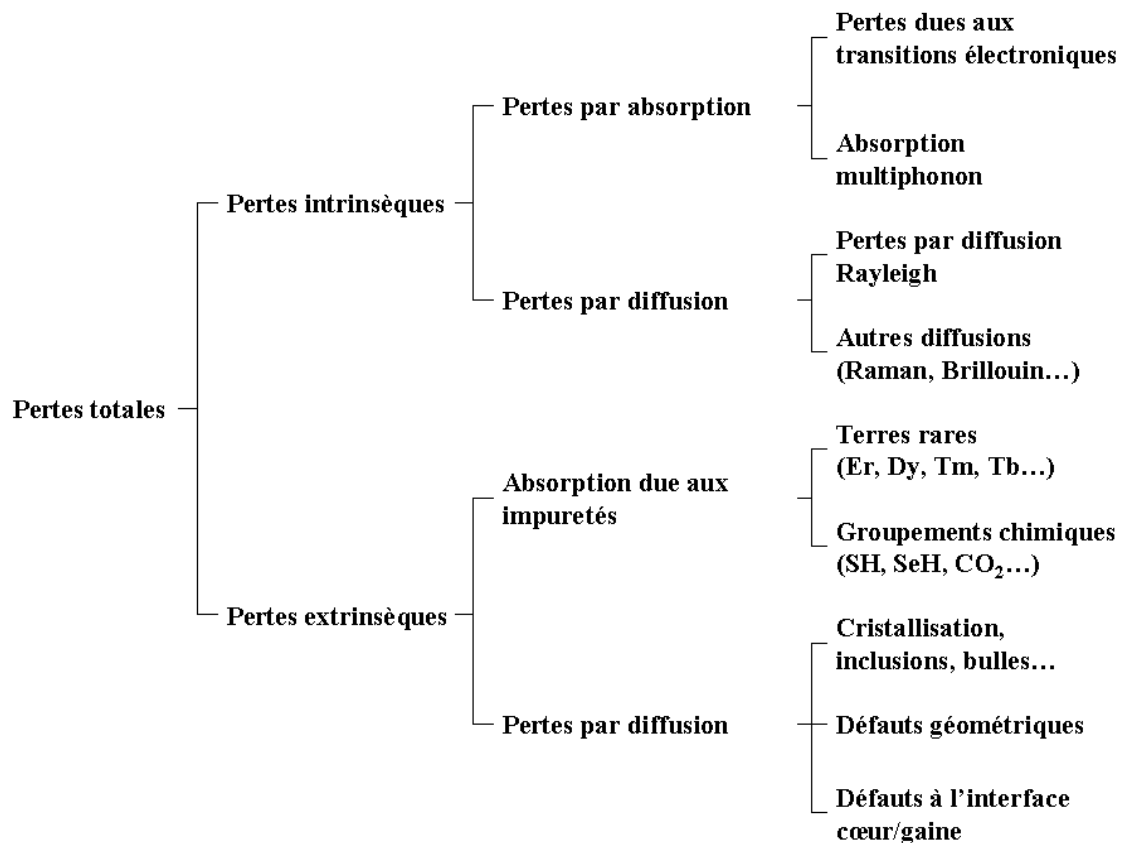 Pertes totales
Pertes intrinsèques
Pertes par absorption
Pertes dues aux
transitions électroniques
Absorption
multiphonon
Pertes par diffusion
Pertes par diffusion
Rayleigh
Autres diffusions
(Raman, Brillouin…)
Pertes extrinsèques
Absorption due aux
impuretés
Terres rares
(Er, Dy, Tm, Tb…)
Groupements chimiques
(SH, SeH, CO₂…)
Pertes par diffusion
Cristallisation,
inclusions, bulles…
Défauts géométriques
Défauts à l’interface
cœur/gaine